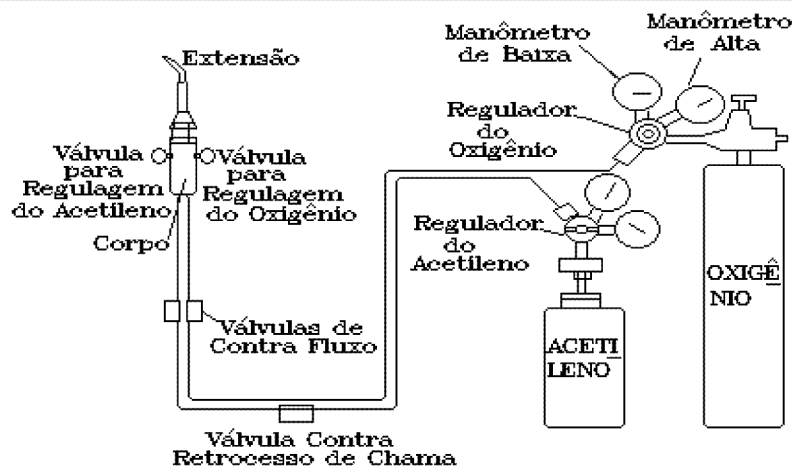 Extensão
Manômetro
de Baixa
Manômetro
de Alta
Regulador
do
Oxigênio
Válvula
para
Regulagem
do Acetileno
Válvula
para
Regulagem
do Oxigênio
Corpo
Regulador
do
Acetileno
Válvulas de
Contra Fluxo
Válvula Contra
Retrocesso de Chama
ACETI
LENO
OXIGÊ
NIO